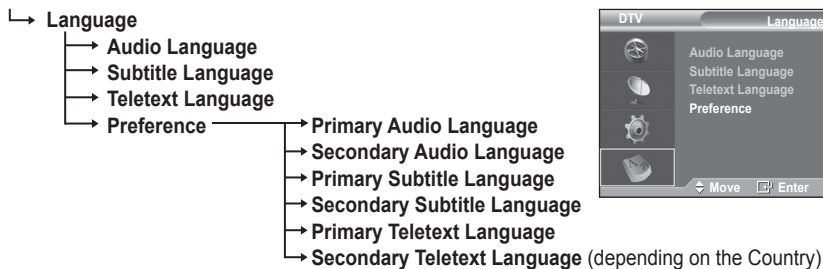 Language
Audio Language
Subtitle Language
Teletext Language
Preference
Primary Audio Language
Secondary Audio Language
Primary Subtitle Language
Secondary Subtitle Language
Primary Teletext Language
Secondary Teletext Language (depending on the Country)
DTV Language
Audio Language
Subtitle Language
Teletext Language
Preference
Move Enter